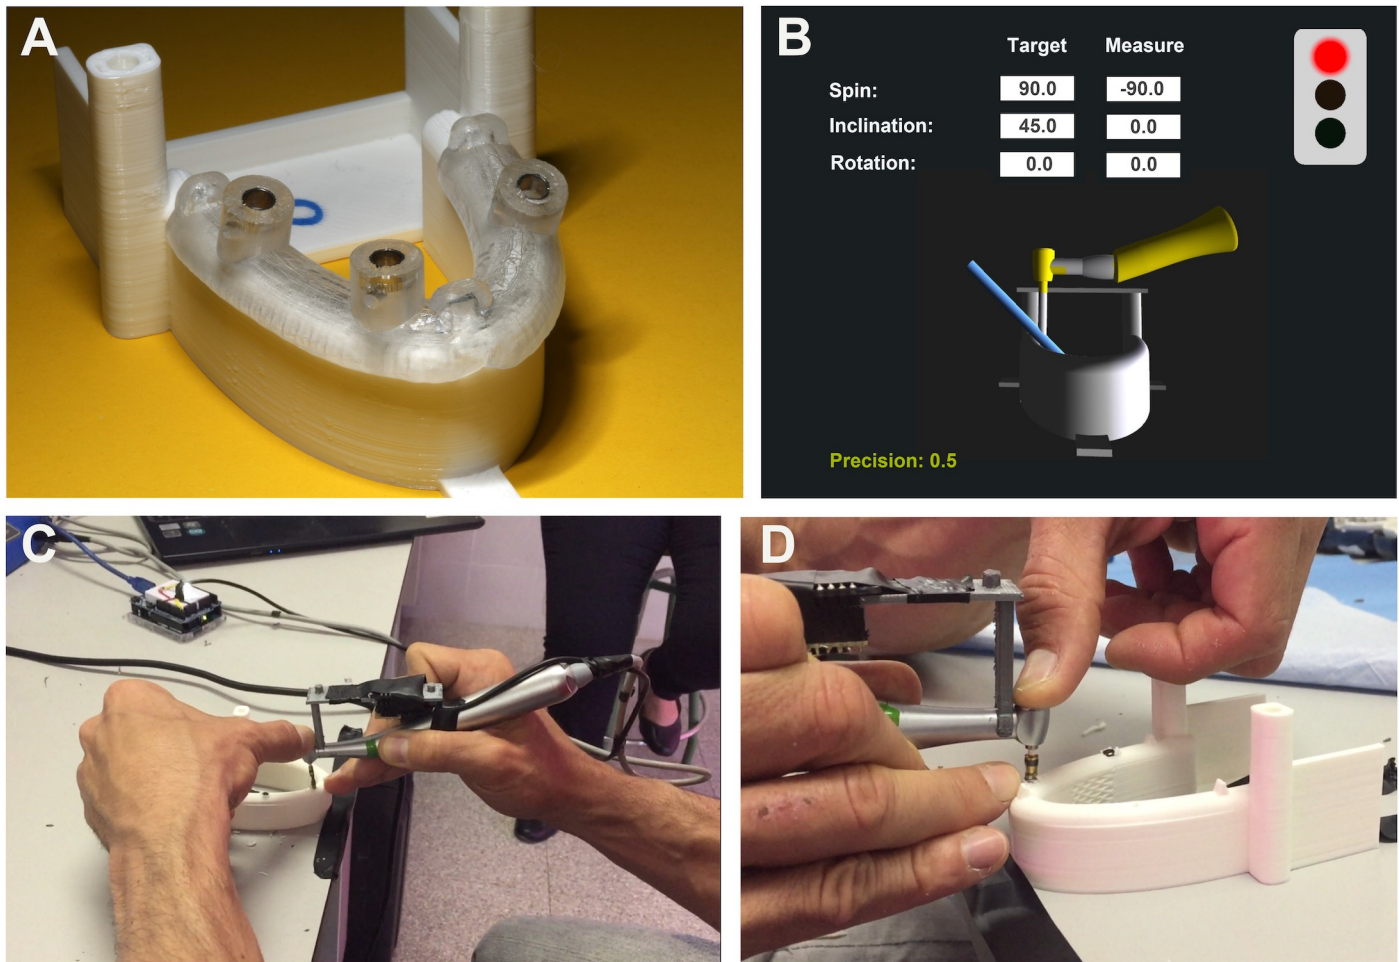 A
B
Target Measure
Spin: 90.0 -90.0
Inclination: 45.0 0.0
Rotation: 0.0 0.0
Precision: 0.5
C
D